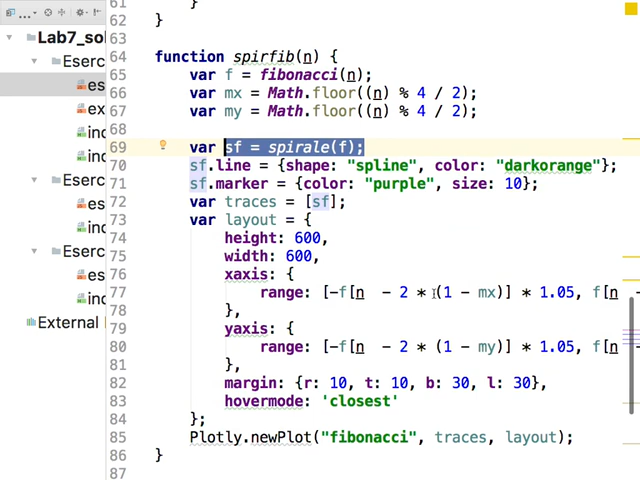 ...
Lab7_sol
Eserc
es
ex
ind
ind
Eserc
es
ind
Eserc
es
ind
External
61 }
62 }
63
64 function spirfib(n) {
65 var f = fibonacci(n);
66 var mx = Math.floor((n) % 4 / 2);
67 var my = Math.floor((n) % 4 / 2);
68
69 var sf = spirale(f);
70 sf.line = {shape: "spline", color: "darkorange"};
71 sf.marker = {color: "purple", size: 10};
72 var traces = [sf];
73 var layout = {
74 height: 600,
75 width: 600,
76 xaxis: {
77 range: [-f[n - 2 * (1 - mx)] * 1.05, f[n -
78 },
79 yaxis: {
80 range: [-f[n - 2 * (1 - my)] * 1.05, f[n -
81 },
82 margin: {r: 10, t: 10, b: 30, l: 30},
83 hovermode: 'closest'
84 };
85 Plotly.newPlot("fibonacci", traces, layout);
86 }
87